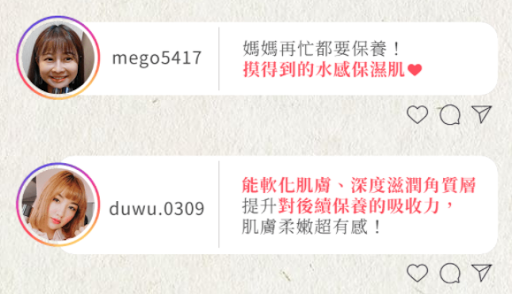 mego5417
媽媽再忙都要保養！
摸得到的水感保濕肌❤
duwu.0309
能軟化肌膚、深度滋潤角質層
提升對後續保養的吸收力，
肌膚柔嫩超有感！